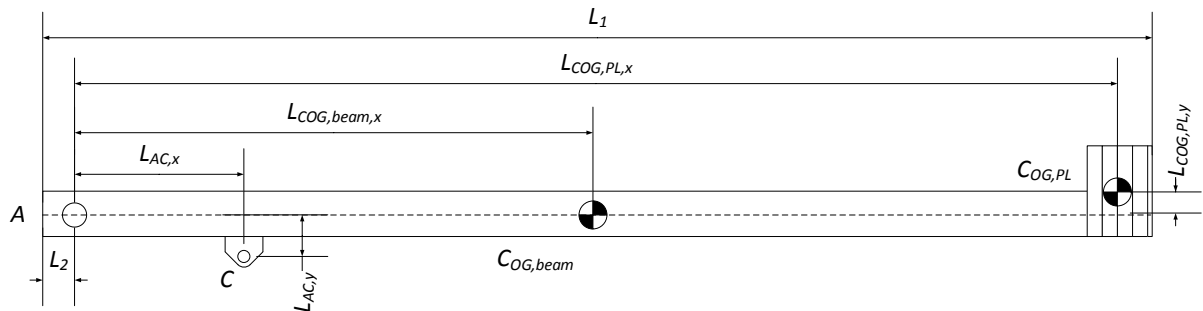 L1
LCOG,PL,x
LCOG,beam,x
LCOG,PL,y
LAC,x
COG,PL
A
L2
C
LAC,y
COG,beam